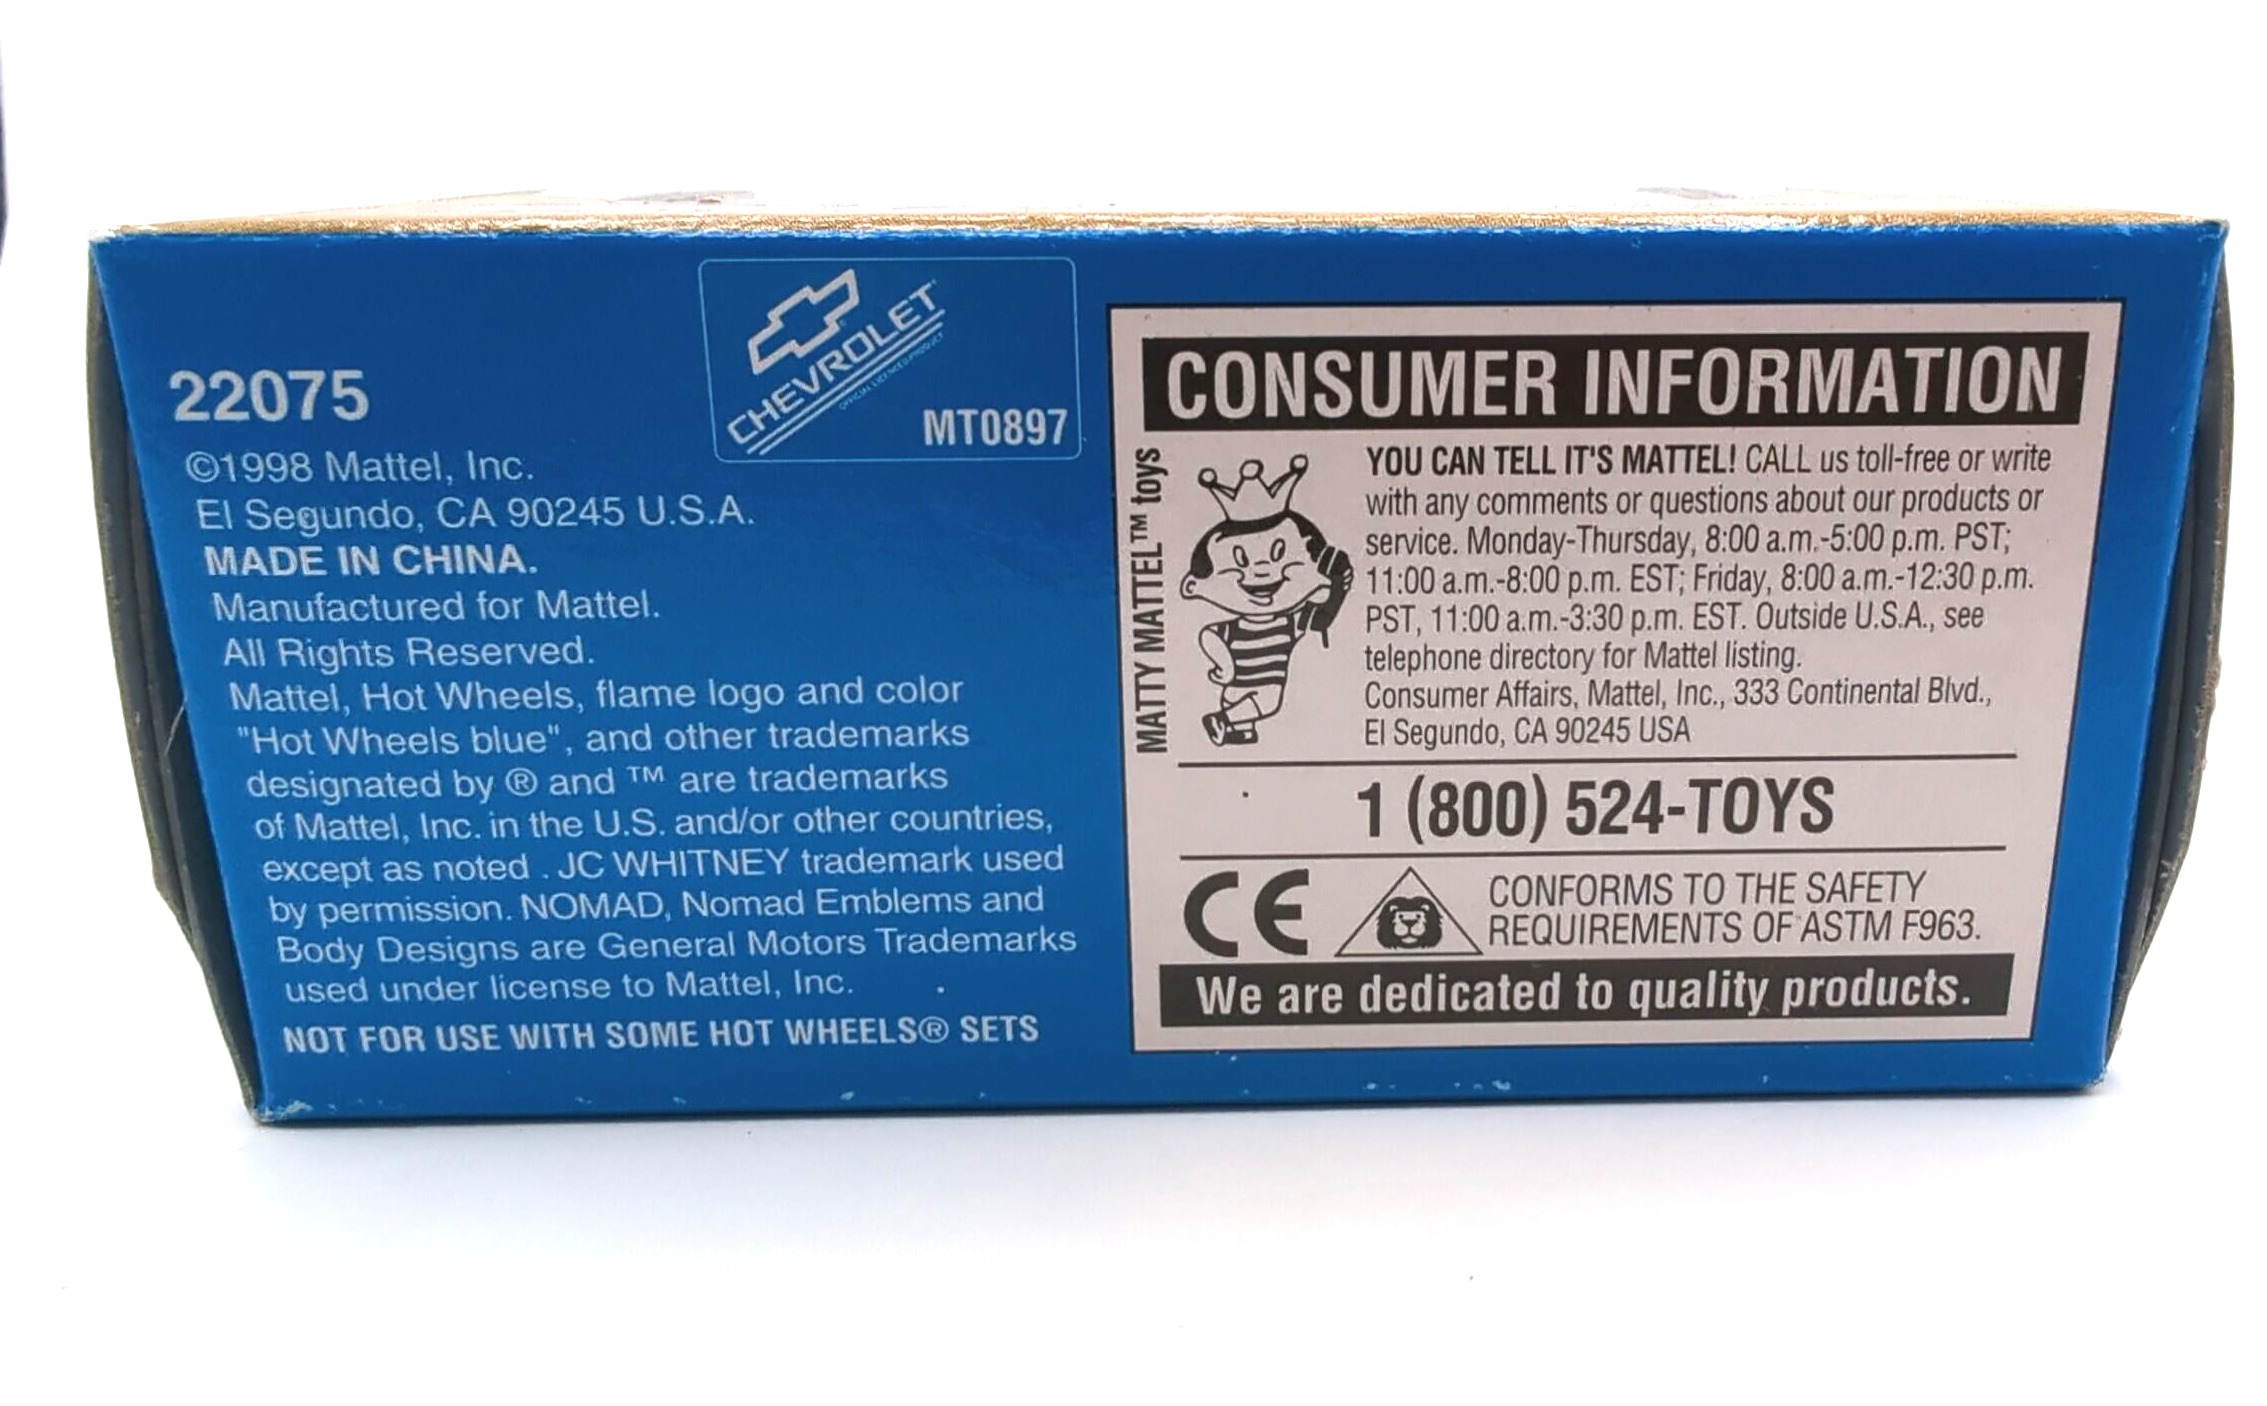 22075
©1998 Mattel, Inc.
El Segundo, CA 90245 U.S.A.
MADE IN CHINA.
Manufactured for Mattel.
All Rights Reserved.
Mattel, Hot Wheels, flame logo and color
"Hot Wheels blue", and other trademarks
designated by ® and ™ are trademarks
of Mattel, Inc. in the U.S. and/or other countries,
except as noted . JC WHITNEY trademark used
by permission. NOMAD, Nomad Emblems and
Body Designs are General Motors Trademarks
used under license to Mattel, Inc.
NOT FOR USE WITH SOME HOT WHEELS® SETS
CHEVROLET
OFFICIAL LICENSED PRODUCT
MT0897
CONSUMER INFORMATION
MATTY MATTEL™ toys
YOU CAN TELL IT'S MATTEL! CALL us toll-free or write
with any comments or questions about our products or
service. Monday-Thursday, 8:00 a.m.-5:00 p.m. PST;
11:00 a.m.-8:00 p.m. EST; Friday, 8:00 a.m.-12:30 p.m.
PST, 11:00 a.m.-3:30 p.m. EST. Outside U.S.A., see
telephone directory for Mattel listing.
Consumer Affairs, Mattel, Inc., 333 Continental Blvd.,
El Segundo, CA 90245 USA
1 (800) 524-TOYS
CE
CONFORMS TO THE SAFETY
REQUIREMENTS OF ASTM F963.
We are dedicated to quality products.